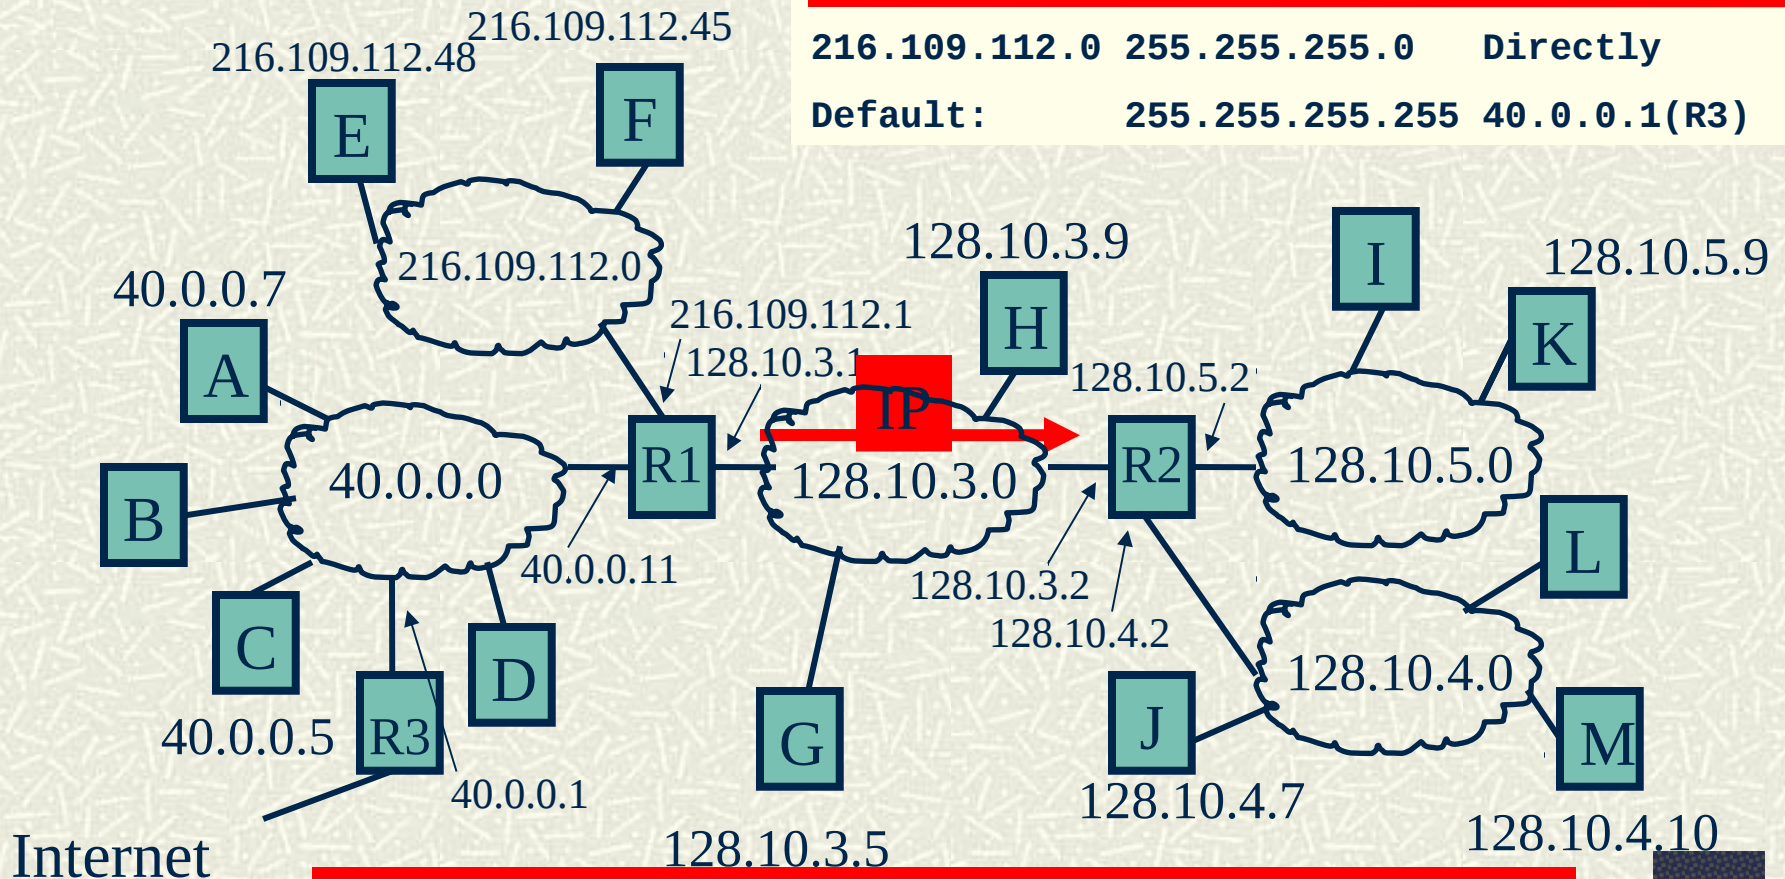 216.109.112.45
216.109.112.48
216.109.112.0 255.255.255.0 Directly
Default: 255.255.255.255 40.0.0.1(R3)
E
F
216.109.112.0
128.10.3.9
I
128.10.5.9
40.0.0.7
216.109.112.1
H
K
A
128.10.3.1
128.10.5.2
IP
40.0.0.0
R1
128.10.3.0
R2
128.10.5.0
B
L
40.0.0.11
128.10.3.2
128.10.4.2
C
D
128.10.4.0
40.0.0.5
R3
G
J
M
40.0.0.1
128.10.4.7
128.10.4.10
Internet
128.10.3.5